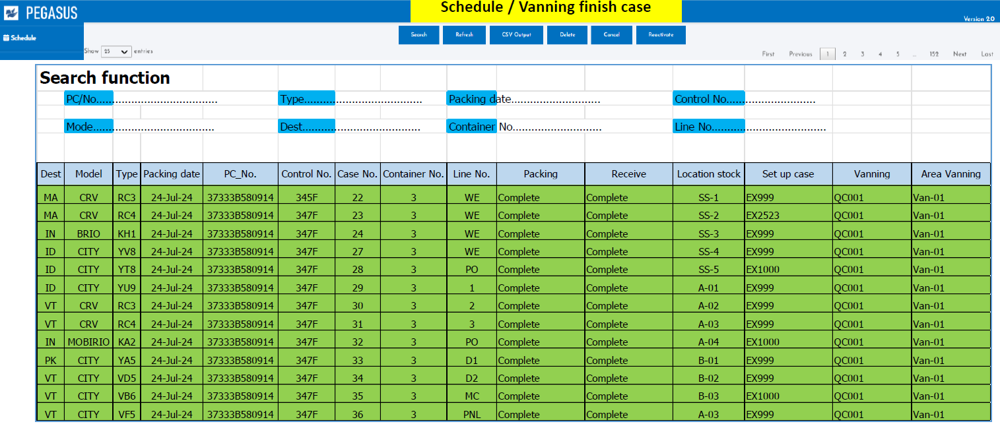 Schedule / Vanning finish case
PEGASUS
Version 2.0
Schedule
Search Refresh CSV Output Delete Cancel Reactivate
Show 25 entries
First Previous 1 2 3 4 5 ... 152 Next Last
Search function
PC/No................................... Type................................... Packing date........................... Control No...........................
Mode................................... Dest................................... Container No........................... Line No...................................
Dest Model Type Packing date PC_No. Control No. Case No. Container No. Line No. Packing Receive Location stock Set up case Vanning Area Vanning
MA CRV RC3 24-Jul-24 37333B580914 345F 22 3 WE Complete Complete SS-1 EX999 QC001 Van-01
MA CRV RC4 24-Jul-24 37333B580914 347F 23 3 WE Complete Complete SS-2 EX2523 QC001 Van-01
IN BRIO KH1 24-Jul-24 37333B580914 347F 24 3 WE Complete Complete SS-3 EX999 QC001 Van-01
ID CITY YV8 24-Jul-24 37333B580914 347F 27 3 WE Complete Complete SS-4 EX999 QC001 Van-01
ID CITY YT8 24-Jul-24 37333B580914 347F 28 3 PO Complete Complete SS-5 EX1000 QC001 Van-01
ID CITY YU9 24-Jul-24 37333B580914 347F 29 3 1 Complete Complete A-01 EX999 QC001 Van-01
VT CRV RC3 24-Jul-24 37333B580914 347F 30 3 2 Complete Complete A-02 EX999 QC001 Van-01
VT CRV RC4 24-Jul-24 37333B580914 347F 31 3 3 Complete Complete A-03 EX999 QC001 Van-01
IN MOBIRIO KA2 24-Jul-24 37333B580914 347F 32 3 PO Complete Complete A-04 EX1000 QC001 Van-01
PK CITY YA5 24-Jul-24 37333B580914 347F 33 3 D1 Complete Complete B-01 EX999 QC001 Van-01
VT CITY VD5 24-Jul-24 37333B580914 347F 34 3 D2 Complete Complete B-02 EX999 QC001 Van-01
VT CITY VB6 24-Jul-24 37333B580914 347F 35 3 MC Complete Complete B-03 EX1000 QC001 Van-01
VT CITY VF5 24-Jul-24 37333B580914 347F 36 3 PNL Complete Complete A-03 EX999 QC001 Van-01